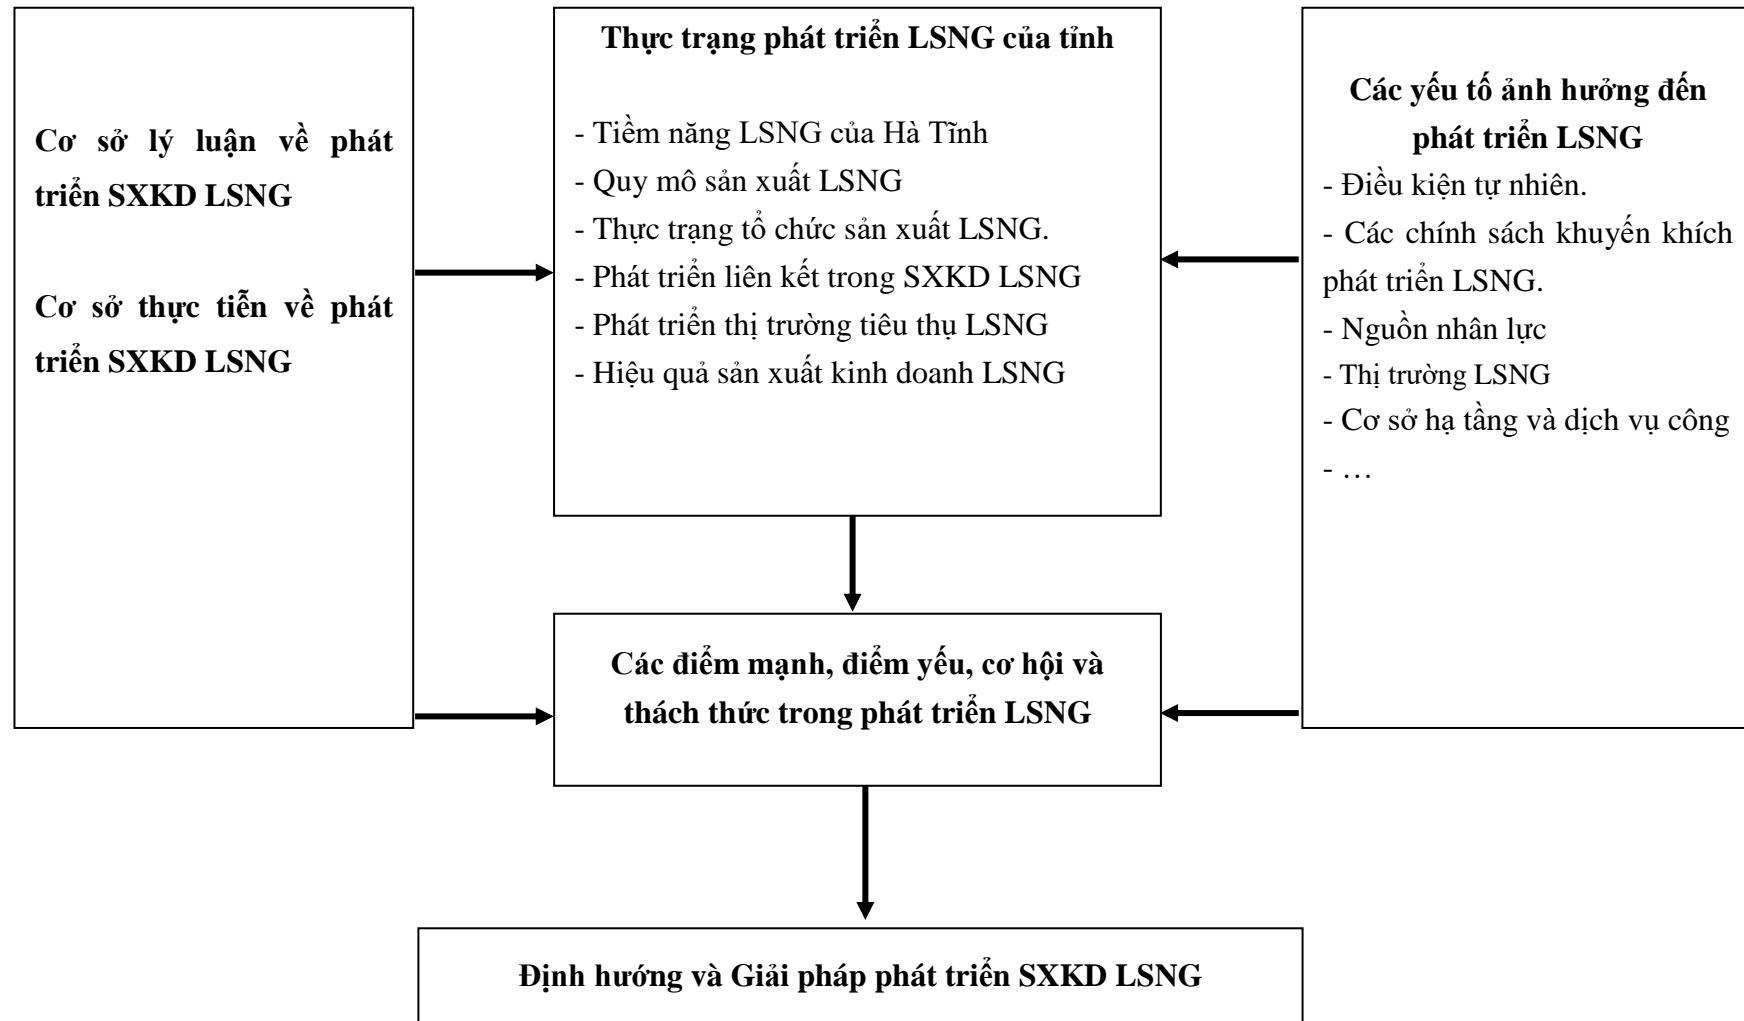 Cơ sở lý luận về phát
triển SXKD LSNG
Cơ sở thực tiễn về phát
triển SXKD LSNG
Thực trạng phát triển LSNG của tỉnh
- Tiềm năng LSNG của Hà Tĩnh
- Quy mô sản xuất LSNG
- Thực trạng tổ chức sản xuất LSNG.
- Phát triển liên kết trong SXKD LSNG
- Phát triển thị trường tiêu thụ LSNG
- Hiệu quả sản xuất kinh doanh LSNG
Các yếu tố ảnh hưởng đến
phát triển LSNG
- Điều kiện tự nhiên.
- Các chính sách khuyến khích
phát triển LSNG.
- Nguồn nhân lực
- Thị trường LSNG
- Cơ sở hạ tầng và dịch vụ công
- …
Các điểm mạnh, điểm yếu, cơ hội và
thách thức trong phát triển LSNG
Định hướng và Giải pháp phát triển SXKD LSNG